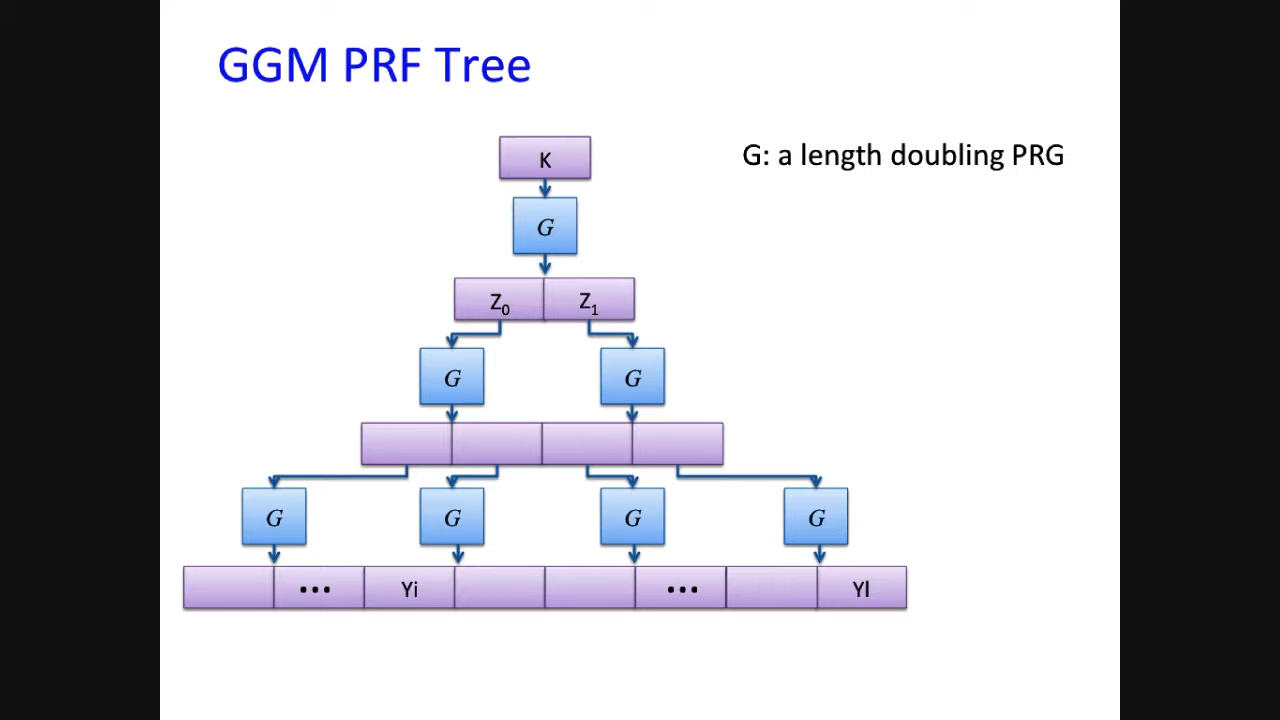 GGM PRF Tree
G: a length doubling PRG
K
G
Z0 Z1
G G
G G G G
••• Yi ••• Yl